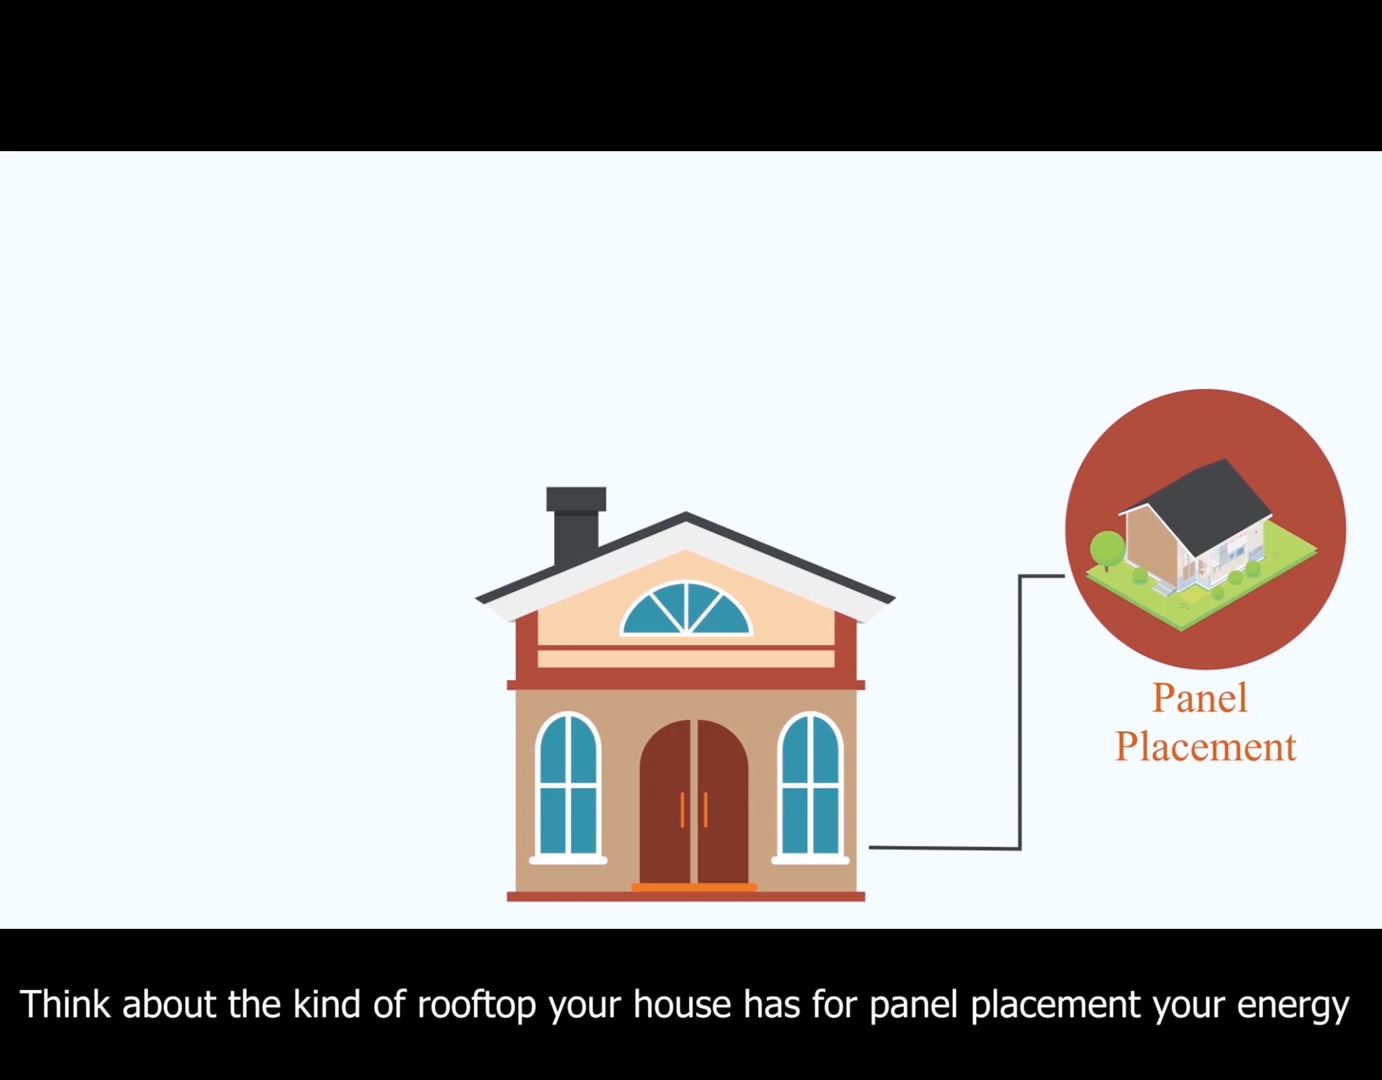 Panel
Placement
Think about the kind of rooftop your house has for panel placement your energy